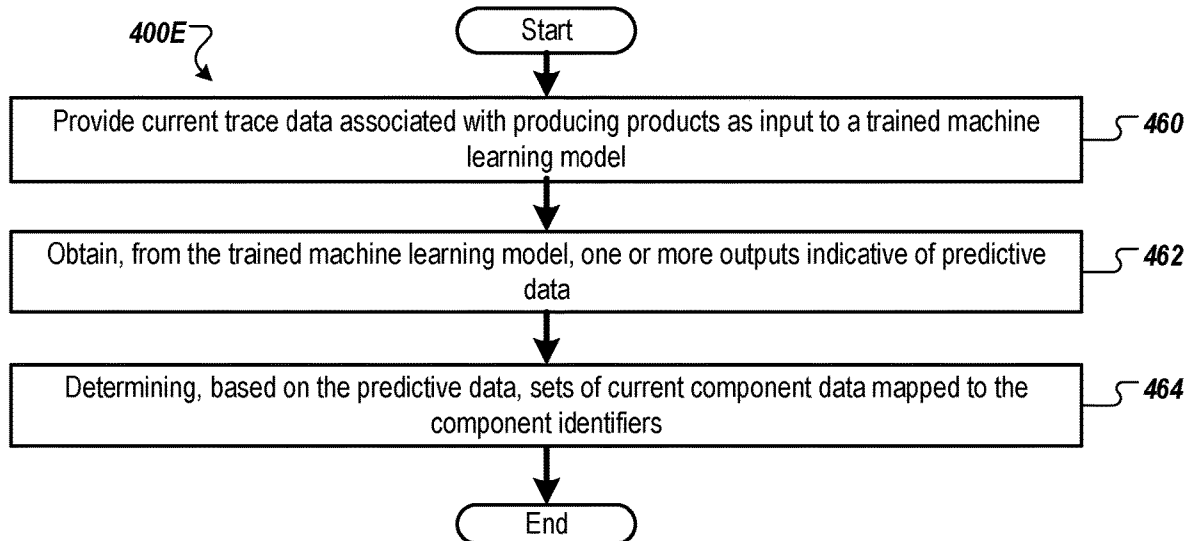 400E
Start
Provide current trace data associated with producing products as input to a trained machine
learning model
460
Obtain, from the trained machine learning model, one or more outputs indicative of predictive
data
462
Determining, based on the predictive data, sets of current component data mapped to the
component identifiers
464
End